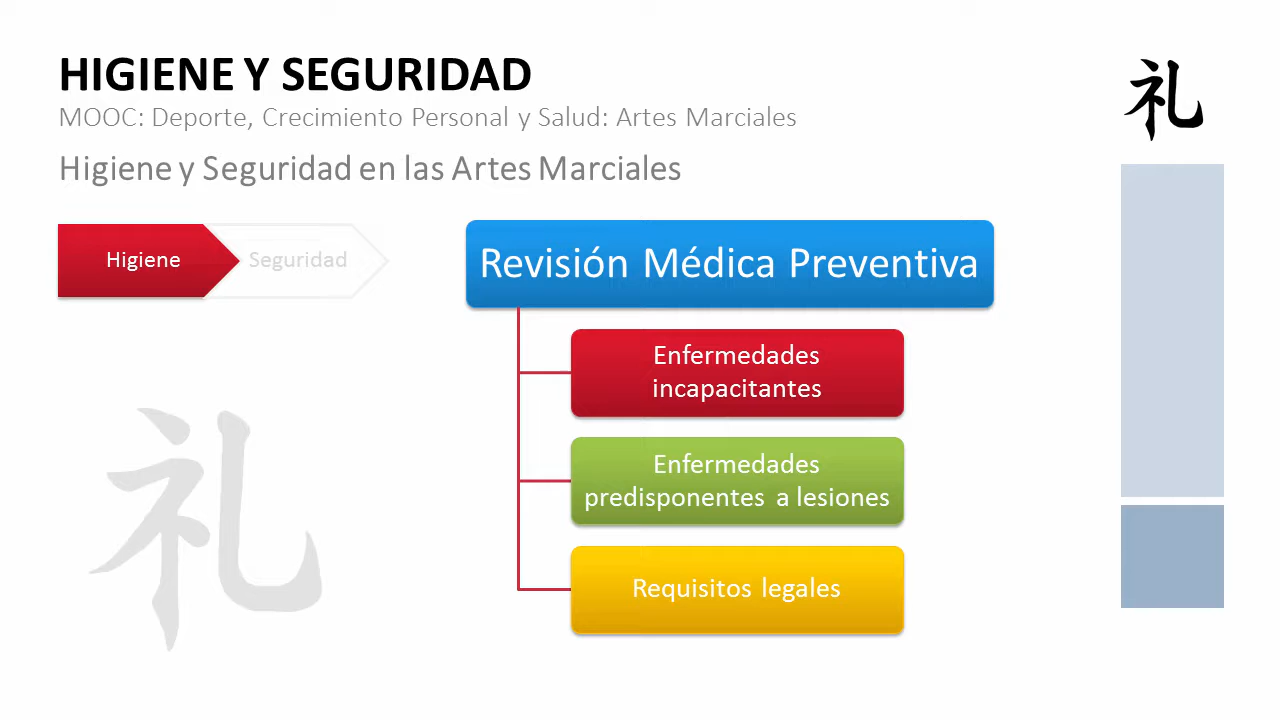 HIGIENE Y SEGURIDAD
礼
MOOC: Deporte, Crecimiento Personal y Salud: Artes Marciales
Higiene y Seguridad en las Artes Marciales
Higiene
Seguridad
Revisión Médica Preventiva
Enfermedades
incapacitantes
Enfermedades
predisponentes a lesiones
Requisitos legales
礼